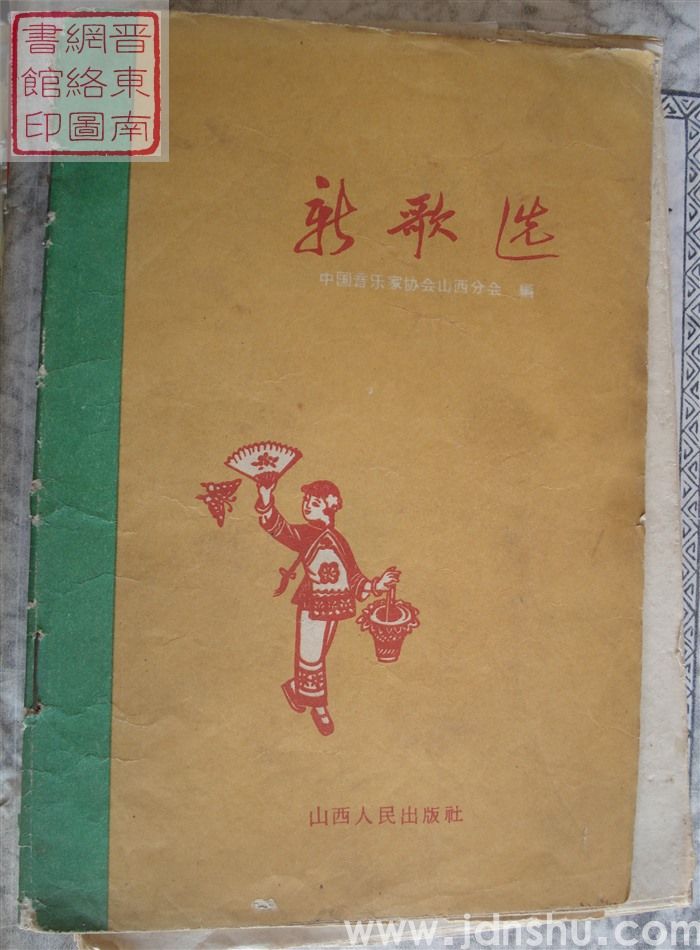 晋東南
網絡圖
書館印
新歌选
中国音乐家协会山西分会 编
山西人民出版社
www.jdnshu.com